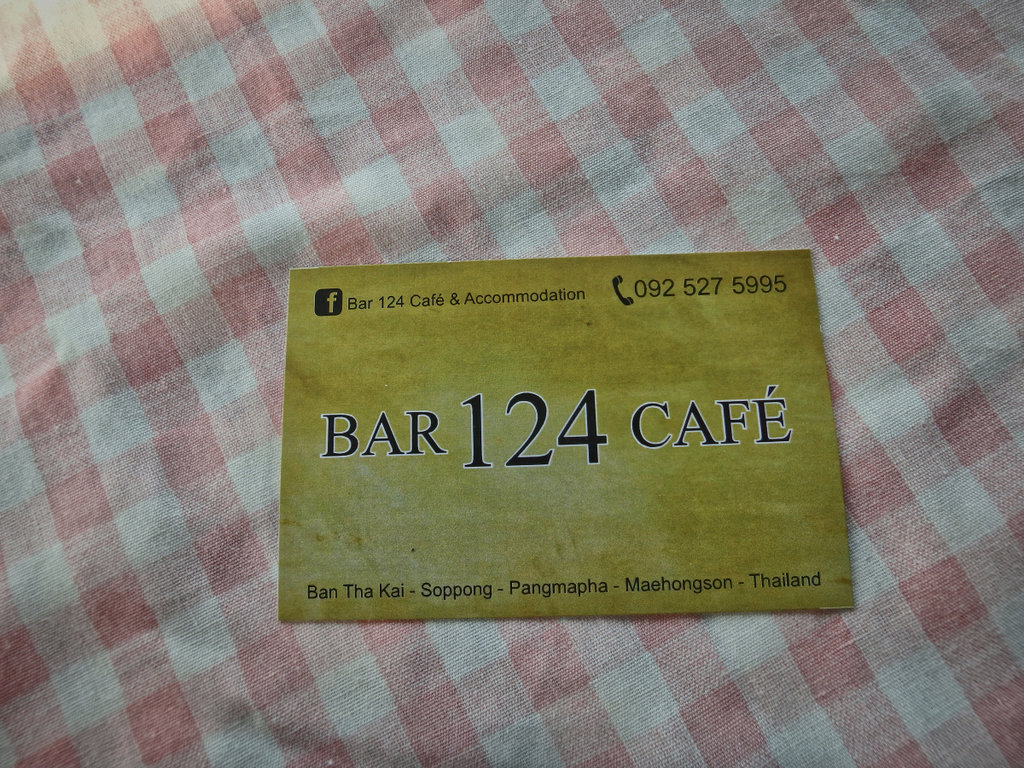 f Bar 124 Café & Accommodation 092 527 5995
BAR 124 CAFÉ
Ban Tha Kai - Soppong - Pangmapha - Maehongson - Thailand